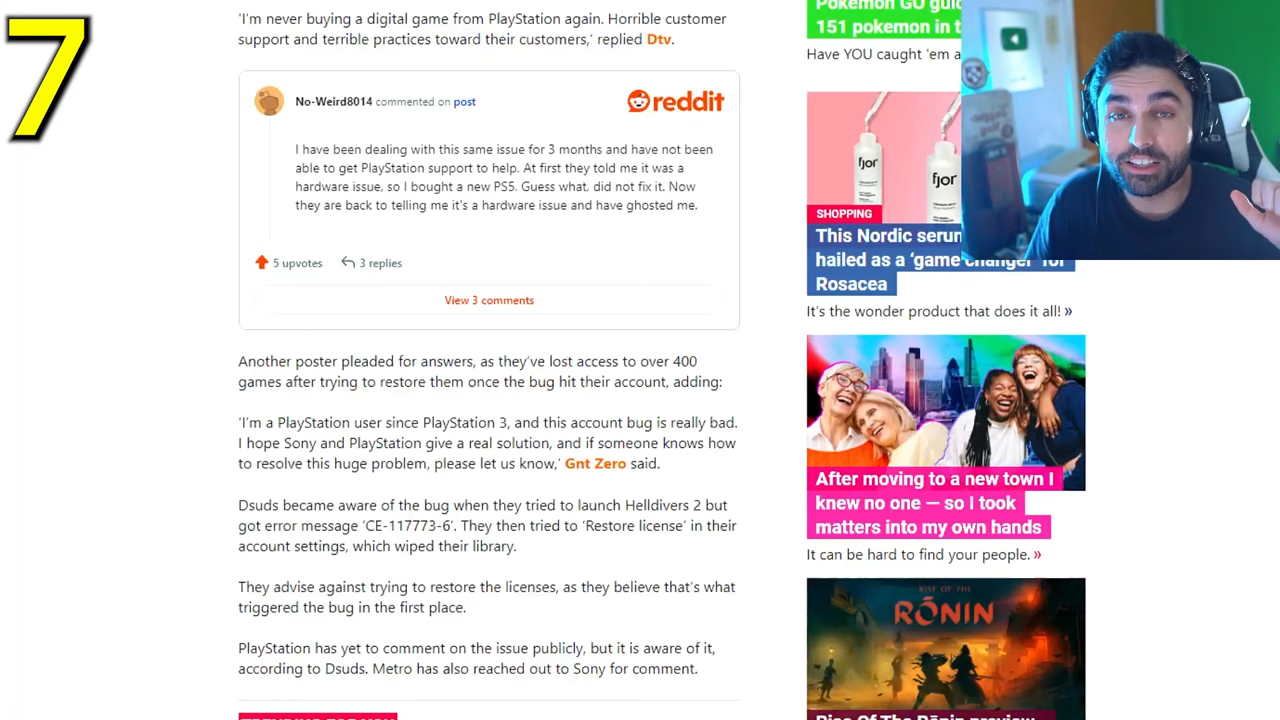 7
'I'm never buying a digital game from PlayStation again. Horrible customer
support and terrible practices toward their customers,' replied Dtv.
No-Weird8014 commented on post
reddit
I have been dealing with this same issue for 3 months and have not been
able to get PlayStation support to help. At first they told me it was a
hardware issue, so I bought a new PS5. Guess what, did not fix it. Now
they are back to telling me it's a hardware issue and have ghosted me.
5 upvotes
3 replies
View 3 comments
Another poster pleaded for answers, as they've lost access to over 400
games after trying to restore them once the bug hit their account, adding:
'I'm a PlayStation user since PlayStation 3, and this account bug is really bad.
I hope Sony and PlayStation give a real solution, and if someone knows how
to resolve this huge problem, please let us know,' Gnt Zero said.
Dsuds became aware of the bug when they tried to launch Helldivers 2 but
got error message 'CE-117773-6'. They then tried to 'Restore license' in their
account settings, which wiped their library.
They advise against trying to restore the licenses, as they believe that's what
triggered the bug in the first place.
PlayStation has yet to comment on the issue publicly, but it is aware of it,
according to Dsuds. Metro has also reached out to Sony for comment.
Pokemon GO
151 pokemon in
Have YOU caught 'em
fjor
fjor
SHOPPING
This Nordic
hailed as a 'game changer' for
Rosacea
It's the wonder product that does it all! »
After moving to a new town I
knew no one — so I took
matters into my own hands
It can be hard to find your people. »
RISE OF THE
RŌNIN
Rise Of The Rōnin preview